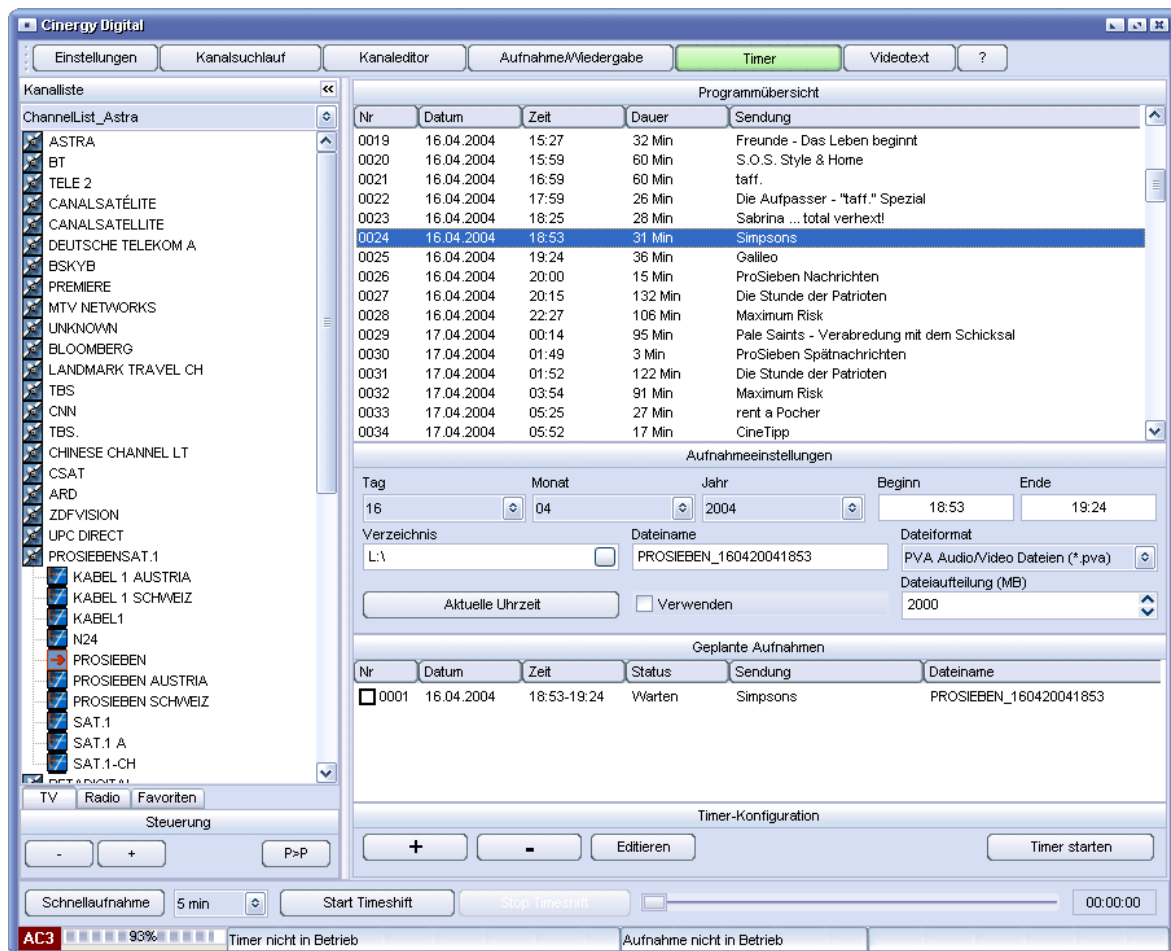 Cinergy Digital
Einstellungen Kanalsuchlauf Kanaleditor Aufnahme/Wiedergabe Timer Videotext ?
Kanalliste
ChannelList_Astra
ASTRA
BT
TELE 2
CANALSATÉLITE
CANALSATELLITE
DEUTSCHE TELEKOM A
BSKYB
PREMIERE
MTV NETWORKS
UNKNOWN
BLOOMBERG
LANDMARK TRAVEL CH
TBS
CNN
TBS.
CHINESE CHANNEL LT
CSAT
ARD
ZDFVISION
UPC DIRECT
PROSIEBENSAT.1
KABEL 1 AUSTRIA
KABEL 1 SCHWEIZ
KABEL1
N24
PROSIEBEN
PROSIEBEN AUSTRIA
PROSIEBEN SCHWEIZ
SAT.1
SAT.1 A
SAT.1-CH
TV Radio Favoriten
Steuerung
- + P>P
Programmübersicht
Nr Datum Zeit Dauer Sendung
0019 16.04.2004 15:27 32 Min Freunde - Das Leben beginnt
0020 16.04.2004 15:59 60 Min S.O.S. Style & Home
0021 16.04.2004 16:59 60 Min taff.
0022 16.04.2004 17:59 26 Min Die Aufpasser - "taff." Spezial
0023 16.04.2004 18:25 28 Min Sabrina ... total verhext!
0024 16.04.2004 18:53 31 Min Simpsons
0025 16.04.2004 19:24 36 Min Galileo
0026 16.04.2004 20:00 15 Min ProSieben Nachrichten
0027 16.04.2004 20:15 132 Min Die Stunde der Patrioten
0028 16.04.2004 22:27 106 Min Maximum Risk
0029 17.04.2004 00:14 95 Min Pale Saints - Verabredung mit dem Schicksal
0030 17.04.2004 01:49 3 Min ProSieben Spätnachrichten
0031 17.04.2004 01:52 122 Min Die Stunde der Patrioten
0032 17.04.2004 03:54 91 Min Maximum Risk
0033 17.04.2004 05:25 27 Min rent a Pocher
0034 17.04.2004 05:52 17 Min CineTipp
Aufnahmeeinstellungen
Tag Monat Jahr Beginn Ende
16 04 2004 18:53 19:24
Verzeichnis Dateiname Dateiformat
L:\ PROSIEBEN_160420041853 PVA Audio/Video Dateien (*.pva)
Dateiaufteilung (MB)
Aktuelle Uhrzeit Verwenden 2000
Geplante Aufnahmen
Nr Datum Zeit Status Sendung Dateiname
0001 16.04.2004 18:53-19:24 Warten Simpsons PROSIEBEN_160420041853
Timer-Konfiguration
+ - Editieren Timer starten
Schnellaufnahme 5 min Start Timeshift Stop Timeshift 00:00:00
AC3 93% Timer nicht in Betrieb Aufnahme nicht in Betrieb